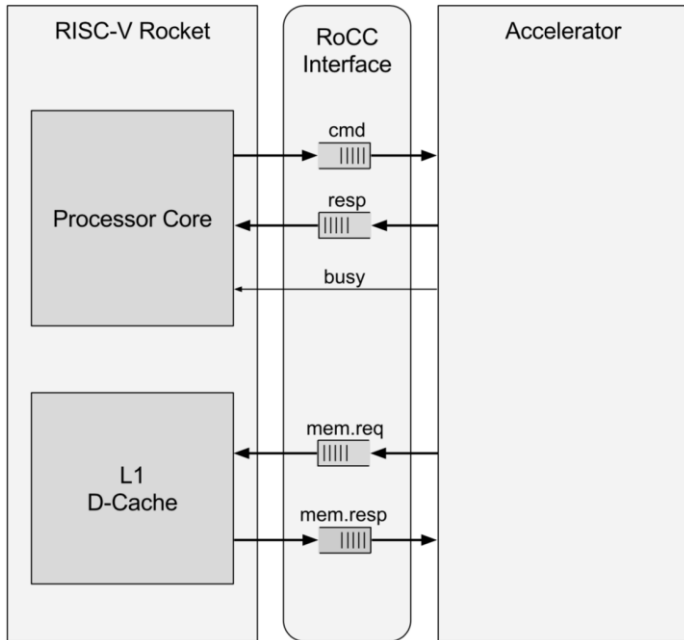 RISC-V Rocket
RoCC
Interface
Accelerator
Processor Core
cmd
resp
busy
L1
D-Cache
mem.req
mem.resp